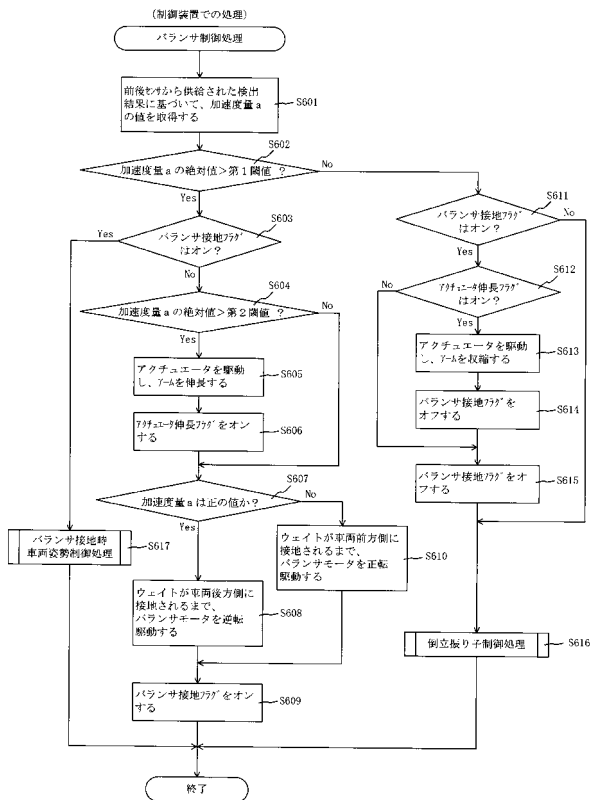 (制御装置での処理)
バランサ制御処理
前後センサから供給された検出
結果に基づいて、加速度量a
の値を取得する
S601
S602
加速度量aの絶対値>第1閾値 ?
No
Yes
S603
バランサ接地フラグ
はオン?
Yes
No
S604
加速度量aの絶対値>第2閾値 ?
No
Yes
アクチュエータを駆動
し、アームを伸長する
S605
アクチュエータ伸長フラグをオン
する
S606
S607
加速度量aは正の値か?
No
Yes
ウェイトが車両後方側に
接地されるまで、
バランサモータを逆転
駆動する
S608
バランサ接地フラグをオン
する
S609
ウェイトが車両前方側に
接地されるまで、
バランサモータを正転
駆動する
S610
S611
バランサ接地フラグ
はオン?
No
Yes
S612
アクチュエータ伸長フラグ
はオン?
No
Yes
アクチュエータを駆動
し、アームを収縮する
S613
バランサ接地フラグを
オフする
S614
バランサ接地フラグをオ
フする
S615
倒立振り子制御処理
S616
バランサ接地時
車両姿勢制御処理
S617
終了